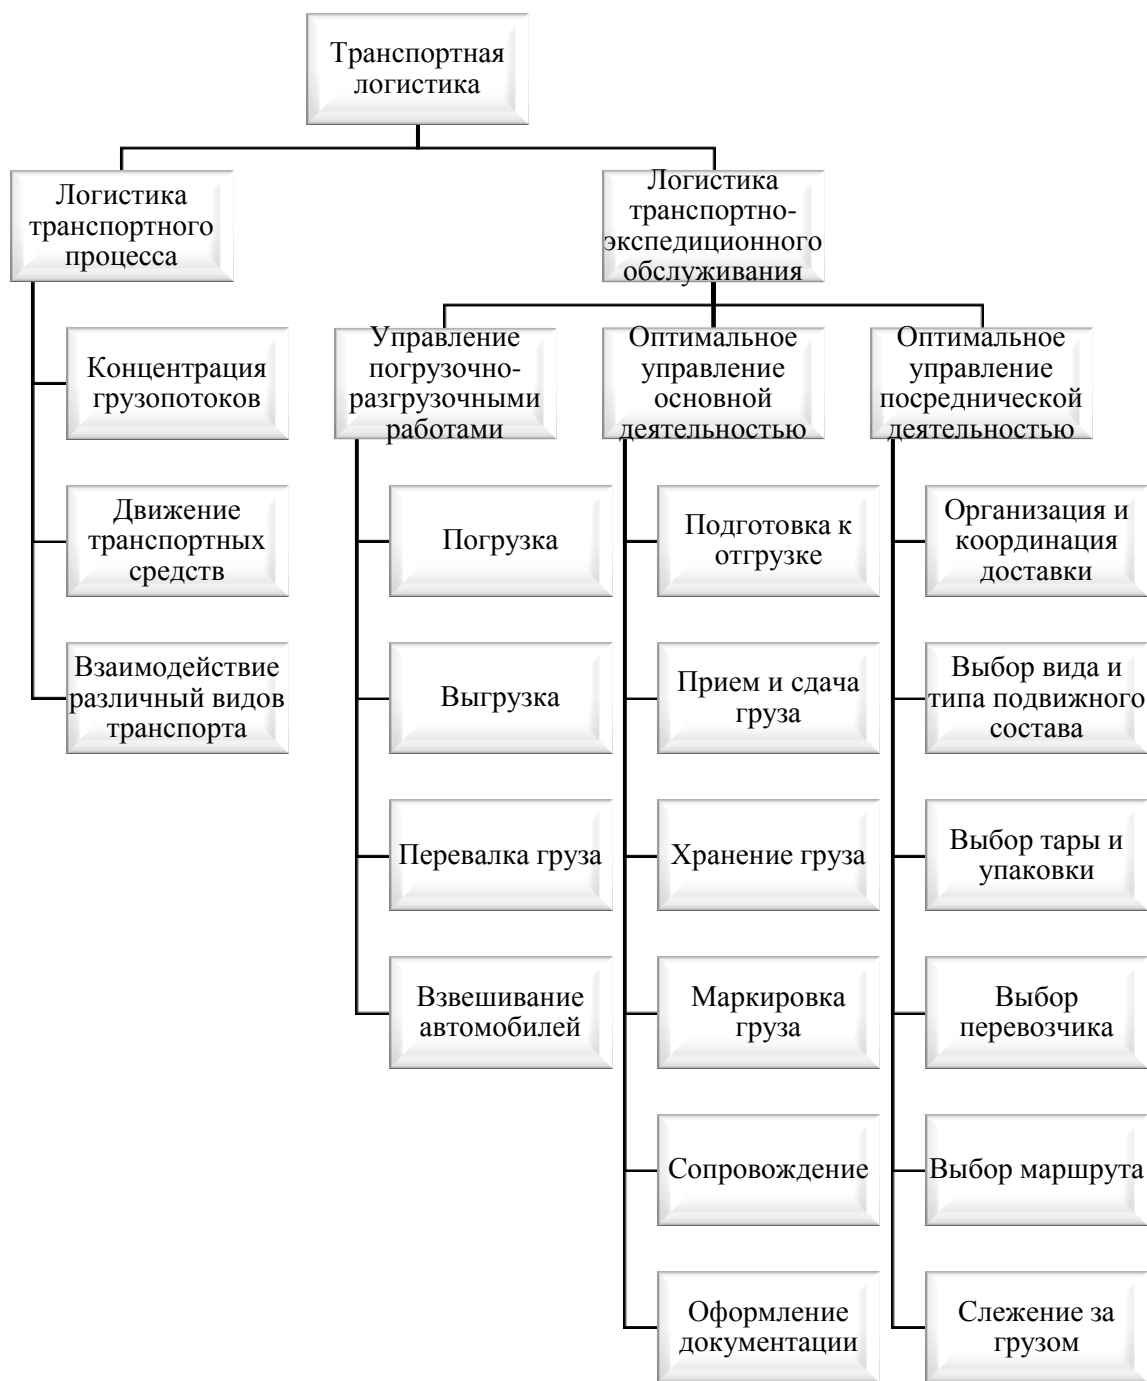 Транспортная
логистика
Логистика
транспортного
процесса
Концентрация
грузопотоков
Движение
транспортных
средств
Взаимодействие
различный видов
транспорта
Логистика
транспортно-
экспедиционного
обслуживания
Управление
погрузочно-
разгрузочными
работами
Погрузка
Выгрузка
Перевалка груза
Взвешивание
автомобилей
Оптимальное
управление
основной
деятельностью
Подготовка к
отгрузке
Прием и сдача
груза
Хранение груза
Маркировка
груза
Сопровождение
Оформление
документации
Оптимальное
управление
посреднической
деятельностью
Организация и
координация
доставки
Выбор вида и
типа подвижного
состава
Выбор тары и
упаковки
Выбор
перевозчика
Выбор маршрута
Слежение за
грузом